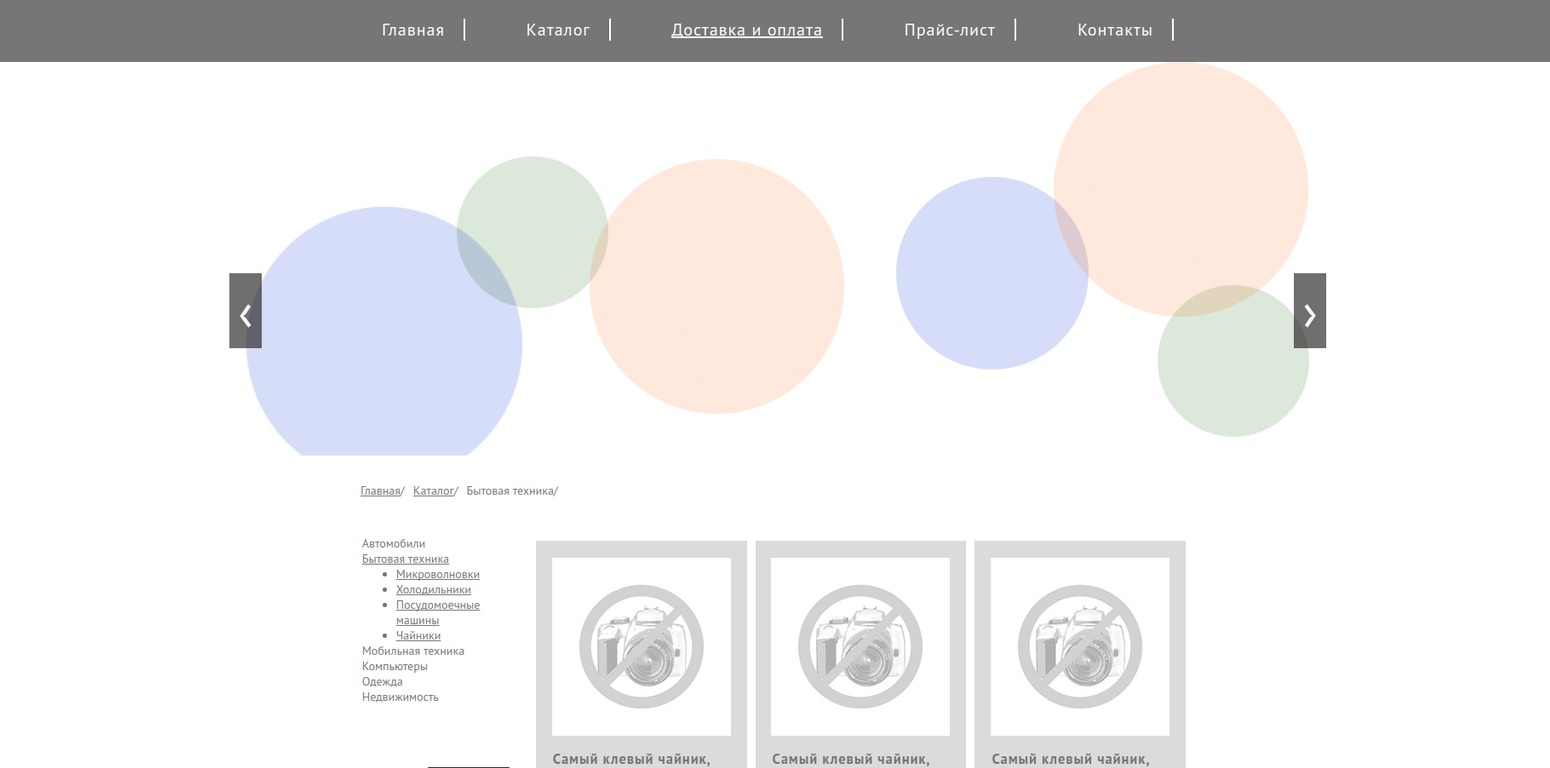 Главная Каталог Доставка и оплата Прайс-лист Контакты
Главная/ Каталог/ Бытовая техника/
Автомобили
Бытовая техника
Микроволновки
Холодильники
Посудомоечные
машины
Чайники
Мобильная техника
Компьютеры
Одежда
Недвижимость
Самый клевый чайник, Самый клевый чайник, Самый клевый чайник,